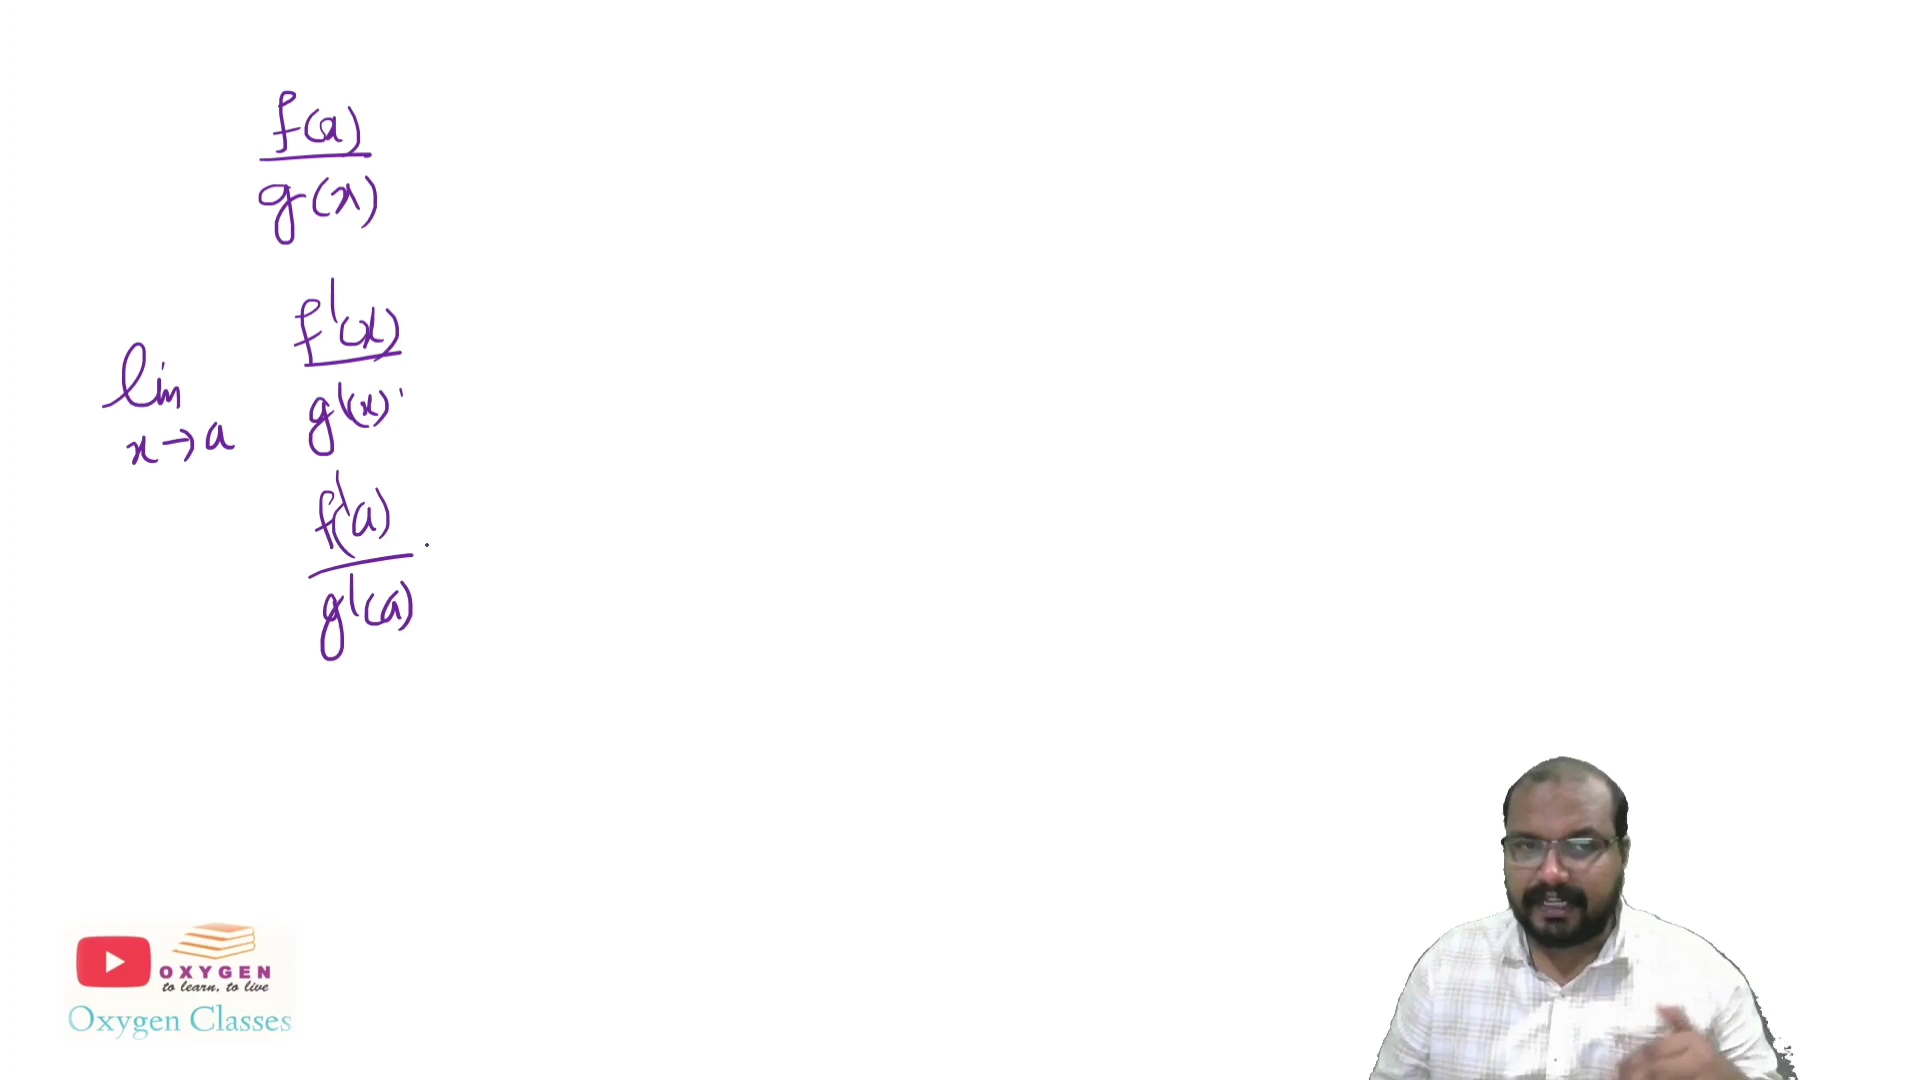 f(x)
g(x)
f'(x)
g'(x)
lim
x→a
f'(a)
g'(a)
OXYGEN
to learn, to live
Oxygen Classes